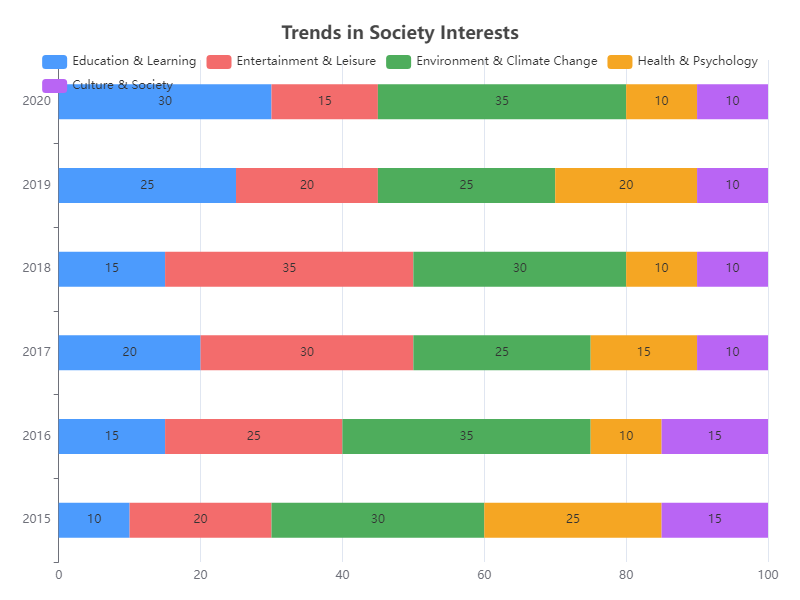 Trends in Society Interests
Education & Learning Entertainment & Leisure Environment & Climate Change Health & Psychology
Culture & Society
2020 30 15 35 10 10
2019 25 20 25 20 10
2018 15 35 30 10 10
2017 20 30 25 15 10
2016 15 25 35 10 15
2015 10 20 30 25 15
0 20 40 60 80 100